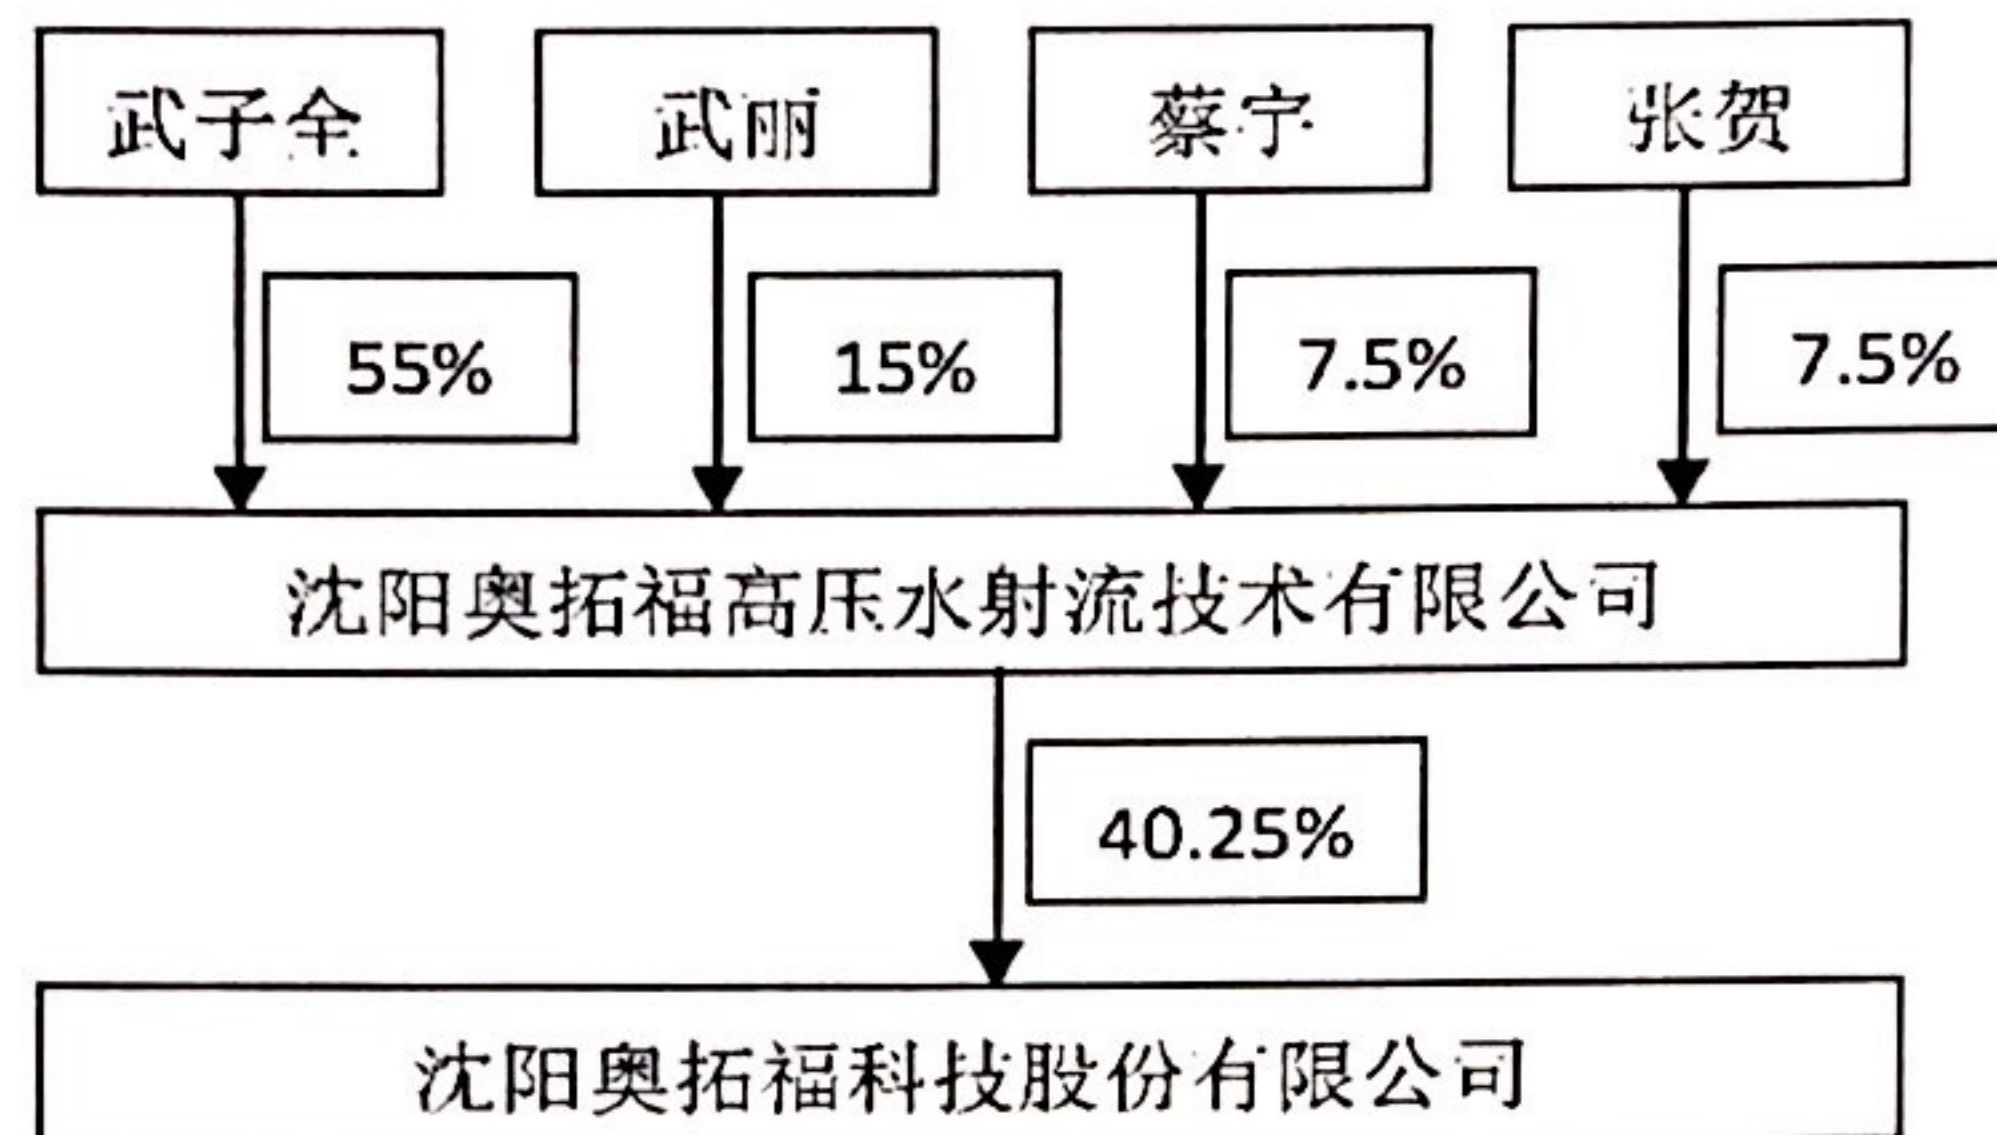 武子全
武丽
蔡宁
张贺
55%
15%
7.5%
7.5%
沈阳奥拓福高压水射流技术有限公司
40.25%
沈阳奥拓福科技股份有限公司